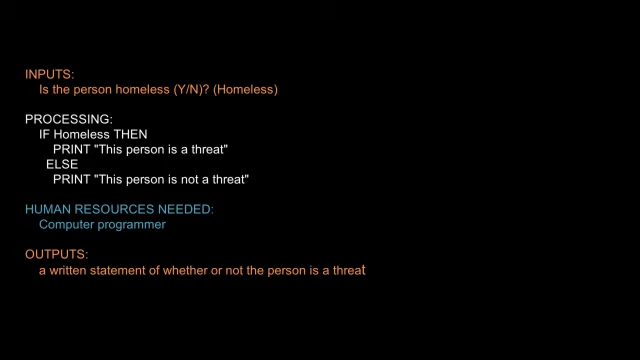 INPUTS:
Is the person homeless (Y/N)? (Homeless)
PROCESSING:
IF Homeless THEN
PRINT "This person is a threat"
ELSE
PRINT "This person is not a threat"
HUMAN RESOURCES NEEDED:
Computer programmer
OUTPUTS:
a written statement of whether or not the person is a threat